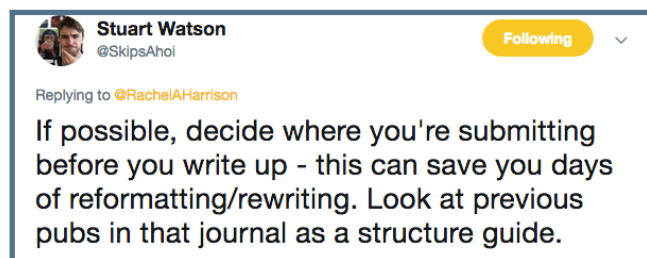 Stuart Watson
Following
@SkipsAhoi
Replying to @RachelAHarrison
If possible, decide where you're submitting
before you write up - this can save you days
of reformatting/rewriting. Look at previous
pubs in that journal as a structure guide.